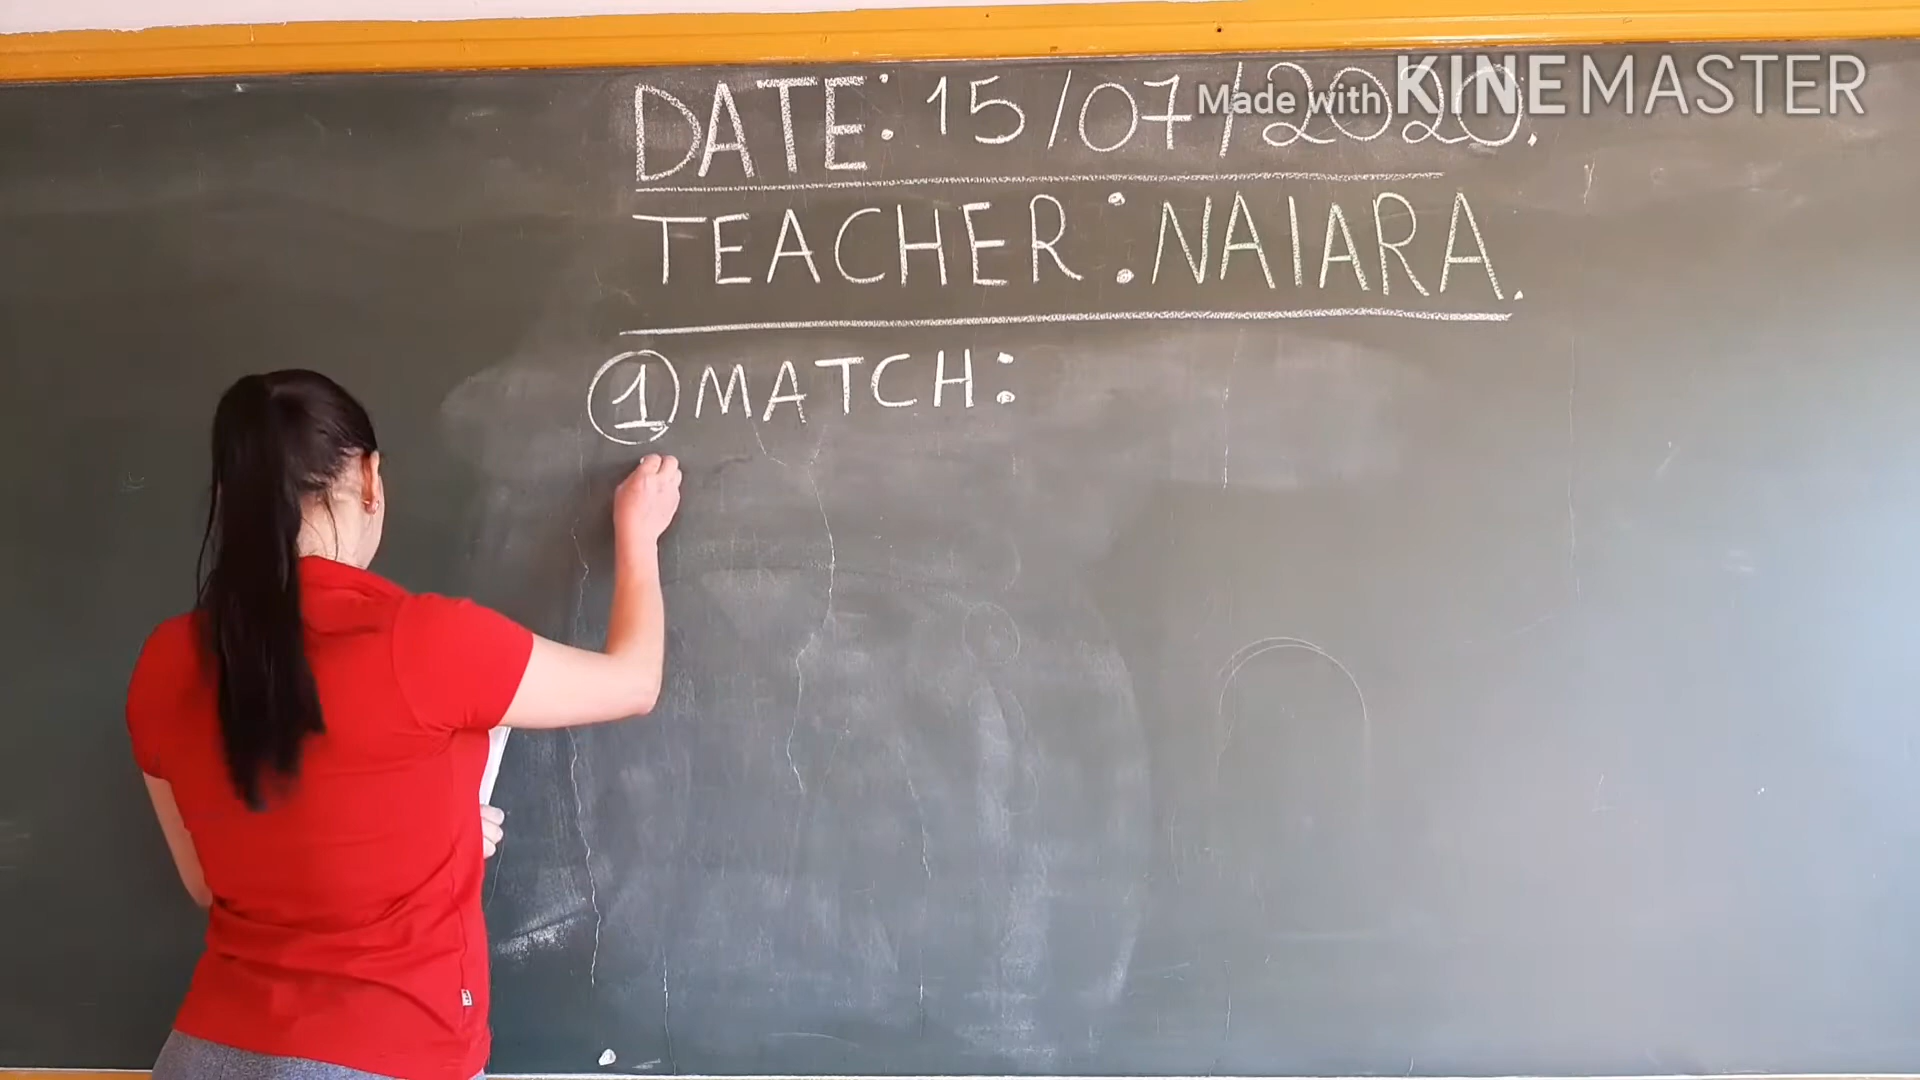 DATE: 15/07/2020.
Made with KINEMASTER
TEACHER: NAIARA.
1 MATCH: